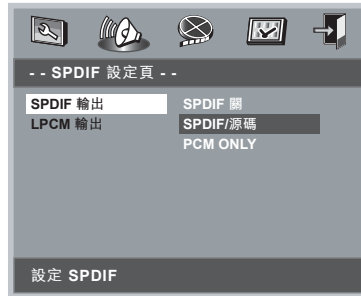 - - SPDIF 設定頁 - -
SPDIF 輸出
LPCM 輸出
SPDIF 關
SPDIF/源碼
PCM ONLY
設定 SPDIF